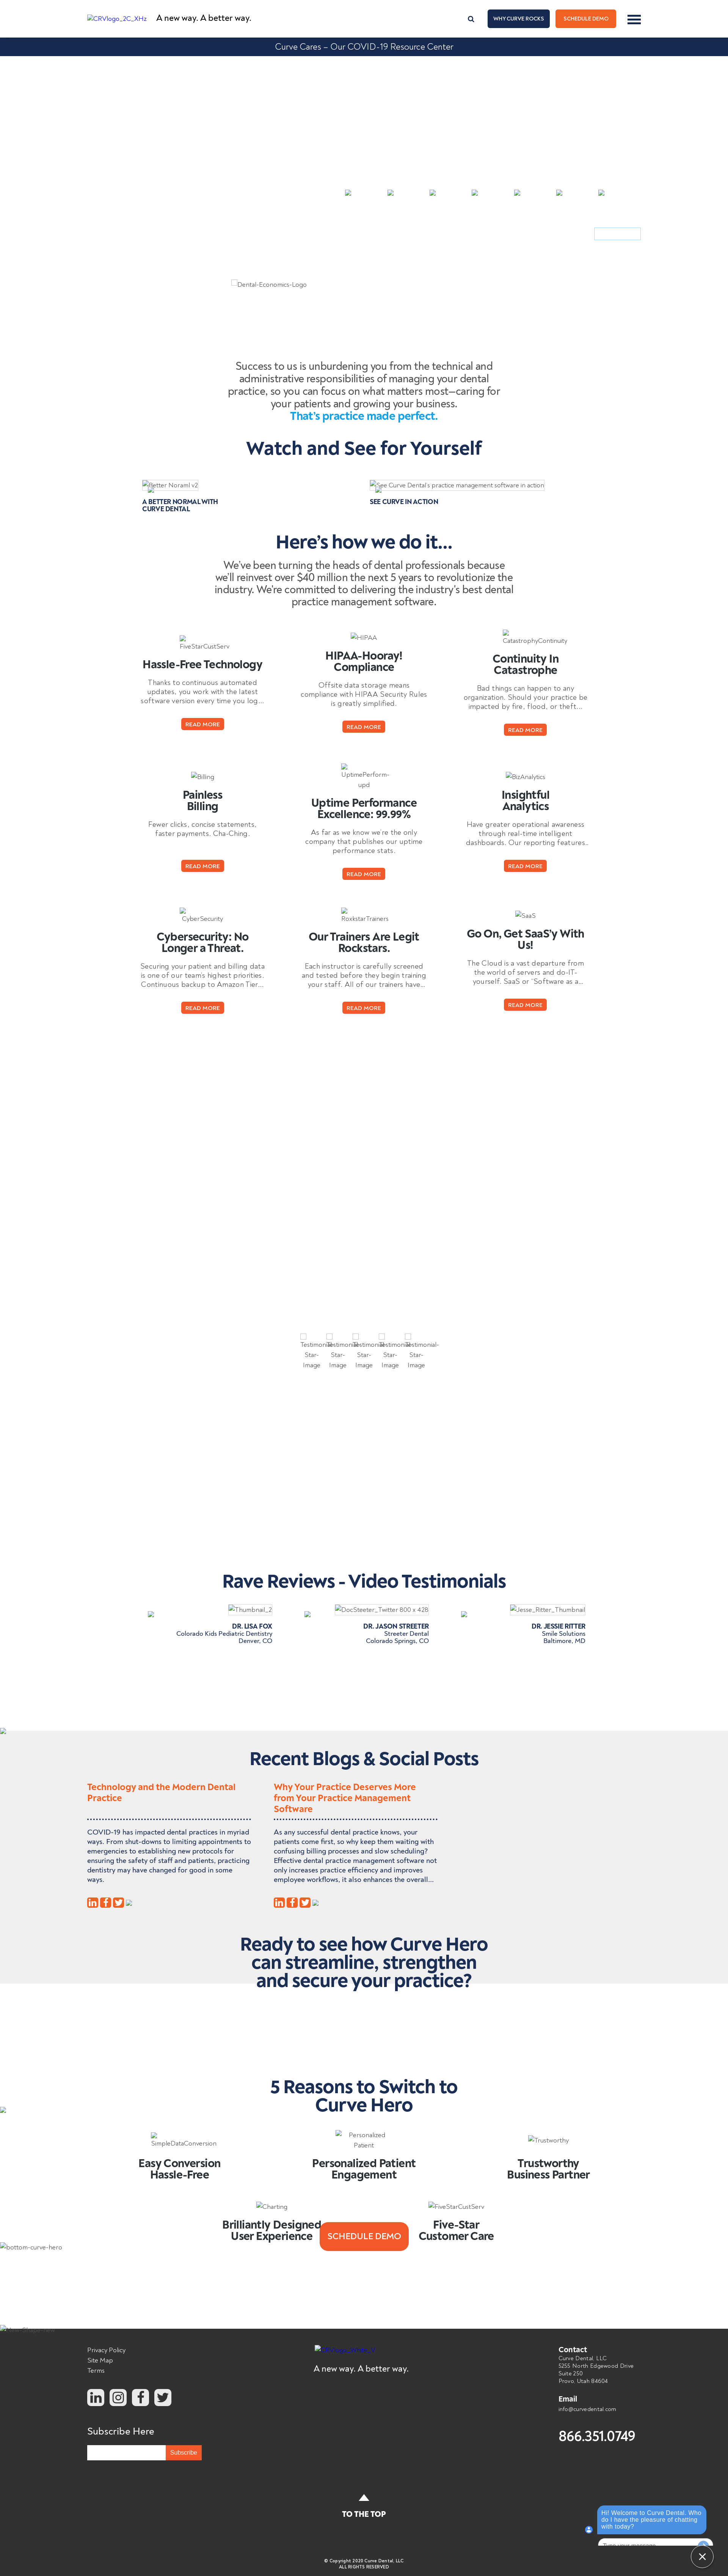 CRVlogo_2C_XHz
A new way. A better way.
WHY CURVE ROCKS
SCHEDULE DEMO
Curve Cares – Our COVID-19 Resource Center
Dental-Economics-Logo
Success to us is unburdening you from the technical and
administrative responsibilities of managing your dental
practice, so you can focus on what matters most—caring for
your patients and growing your business.
That's practice made perfect.
Watch and See for Yourself
Better Noraml v2
A BETTER NORMAL WITH
CURVE DENTAL
See Curve Dental's practice management software in action
SEE CURVE IN ACTION
Here's how we do it...
We've been turning the heads of dental professionals because
we'll reinvest over $40 million the next 5 years to revolutionize the
industry. We're committed to delivering the industry's best dental
practice management software.
FiveStarCustServ
Hassle-Free Technology
Thanks to continuous automated
updates, you work with the latest
software version every time you log...
READ MORE
HIPAA
HIPAA-Hooray!
Compliance
Offsite data storage means
compliance with HIPAA Security Rules
is greatly simplified.
READ MORE
CatastrophyContinuity
Continuity In
Catastrophe
Bad things can happen to any
organization. Should your practice be
impacted by fire, flood, or theft...
READ MORE
Billing
Painless
Billing
Fewer clicks, concise statements,
faster payments. Cha-Ching.
READ MORE
UptimePerform-
upd
Uptime Performance
Excellence: 99.99%
As far as we know we're the only
company that publishes our uptime
performance stats.
READ MORE
BizAnalytics
Insightful
Analytics
Have greater operational awareness
through real-time intelligent
dashboards. Our reporting features..
READ MORE
CyberSecurity
Cybersecurity: No
Longer a Threat.
Securing your patient and billing data
is one of our team's highest priorities.
Continuous backup to Amazon Tier...
READ MORE
RoxkstarTrainers
Our Trainers Are Legit
Rockstars.
Each instructor is carefully screened
and tested before they begin training
your staff. All of our trainers have...
READ MORE
SaaS
Go On, Get SaaS'y With
Us!
The Cloud is a vast departure from
the world of servers and do-IT-
yourself. SaaS or "Software as a...
READ MORE
Testimonial-
Star-
Image
Testimonial-
Star-
Image
Testimonial-
Star-
Image
Testimonial-
Star-
Image
Testimonial-
Star-
Image
Rave Reviews - Video Testimonials
Thumbnail_2
DR. LISA FOX
Colorado Kids Pediatric Dentistry
Denver, CO
DocSteeter_Twitter 800 x 428
DR. JASON STREETER
Streeter Dental
Colorado Springs, CO
Jesse_Ritter_Thumbnail
DR. JESSIE RITTER
Smile Solutions
Baltimore, MD
Recent Blogs & Social Posts
Technology and the Modern Dental
Practice
COVID-19 has impacted dental practices in myriad
ways. From shut-downs to limiting appointments to
emergencies to establishing new protocols for
ensuring the safety of staff and patients, practicing
dentistry may have changed for good in some
ways.
Why Your Practice Deserves More
from Your Practice Management
Software
As any successful dental practice knows, your
patients come first, so why keep them waiting with
confusing billing processes and slow scheduling?
Effective dental practice management software not
only increases practice efficiency and improves
employee workflows, it also enhances the overall...
Ready to see how Curve Hero
can streamline, strengthen
and secure your practice?
5 Reasons to Switch to
Curve Hero
SimpleDataConversion
Easy Conversion
Hassle-Free
Personalized
Patient
Personalized Patient
Engagement
Trustworthy
Trustworthy
Business Partner
Charting
Brilliantly Designed
User Experience
SCHEDULE DEMO
FiveStarCustServ
Five-Star
Customer Care
bottom-curve-hero
Privacy Policy
Site Map
Terms
Subscribe Here
Subscribe
A new way. A better way.
Contact
Curve Dental, LLC
5255 North Edgewood Drive
Suite 250
Provo, Utah 84604
Email
info@curvedental.com
866.351.0749
TO THE TOP
Hi! Welcome to Curve Dental. Who
do I have the pleasure of chatting
with today?
Type your message
© Copyright 2020 Curve Dental, LLC
ALL RIGHTS RESERVED